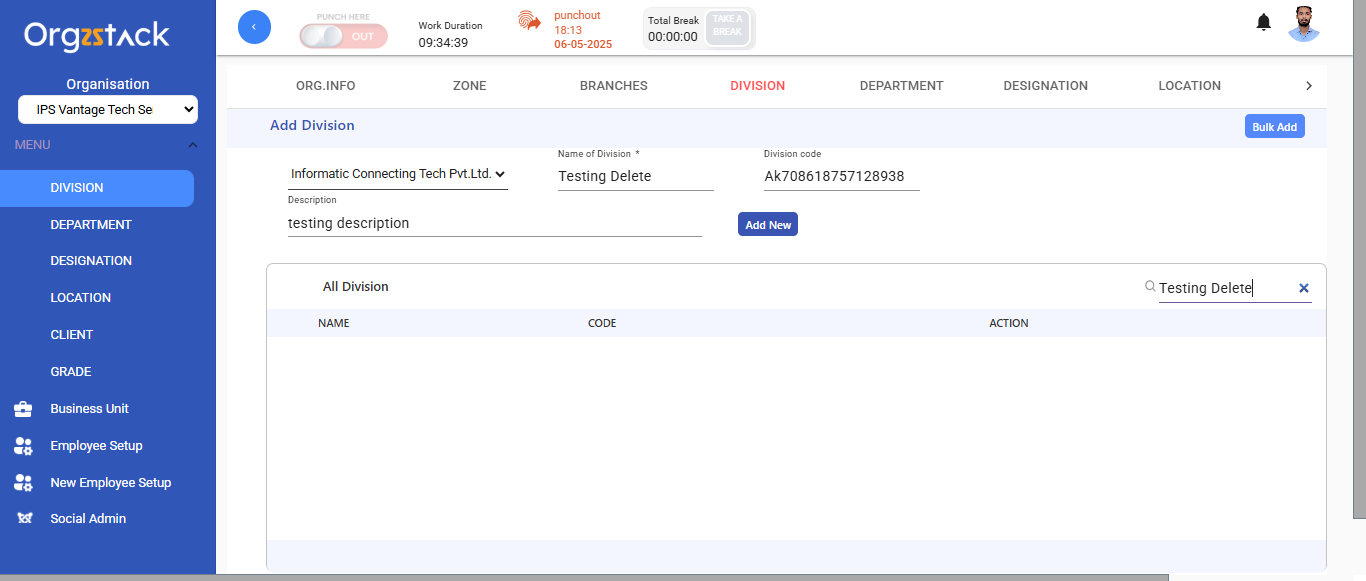 Orgzstack
Organisation
IPS Vantage Tech Se
MENU
DIVISION
DEPARTMENT
DESIGNATION
LOCATION
CLIENT
GRADE
Business Unit
Employee Setup
New Employee Setup
Social Admin
PUNCH HERE
OUT
Work Duration
09:34:39
punchout
18:13
06-05-2025
Total Break
00:00:00
TAKE A
BREAK
ORG.INFO ZONE BRANCHES DIVISION DEPARTMENT DESIGNATION LOCATION
Add Division
Bulk Add
Informatic Connecting Tech Pvt.Ltd.
Name of Division *
Testing Delete
Division code
Ak708618757128938
Description
testing description
Add New
All Division
Testing Delete
NAME CODE ACTION